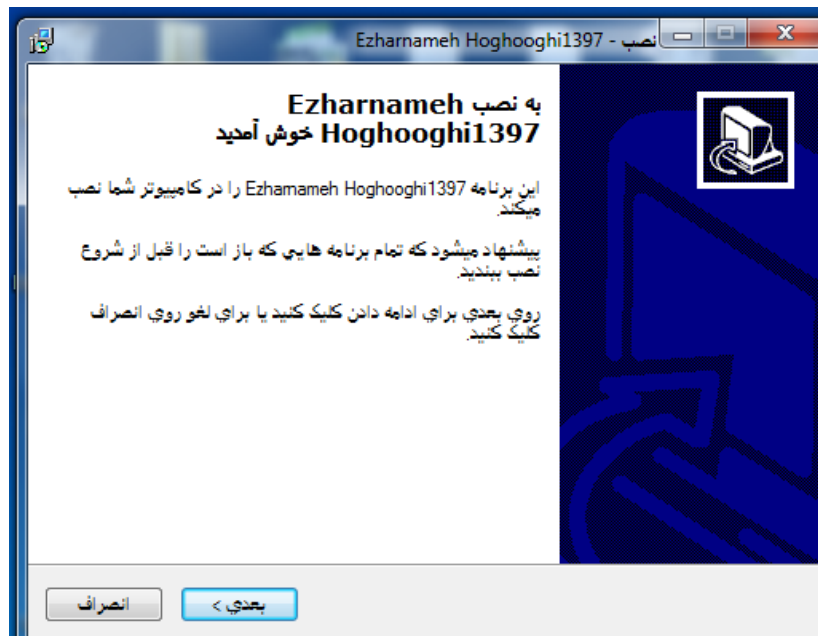 نصب - Ezharnameh Hoghooghi1397
به نصب Ezharnameh
Hoghooghi1397 خوش آمدید
این برنامه Ezharnameh Hoghooghi1397 را در کامپیوتر شما نصب
میکند.
پیشنهاد میشود که تمام برنامه هایي که باز است را قبل از شروع
نصب ببندید.
روي بعدي براي ادامه دادن کلیک کنید یا براي لغو روي انصراف
کلیک کنید.
بعدي >
انصراف